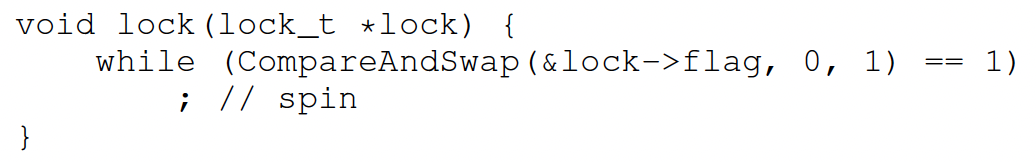 void lock(lock_t *lock) {
    while (CompareAndSwap(&lock->flag, 0, 1) == 1)
        ; // spin
}